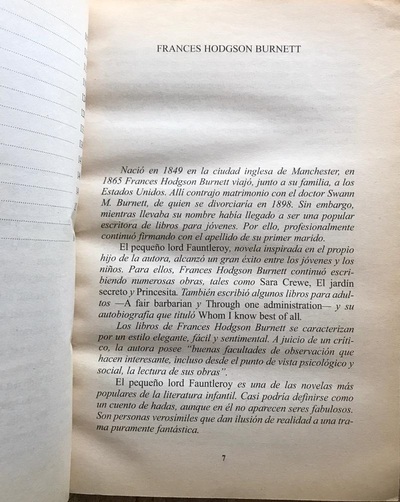 FRANCES HODGSON BURNETT
Nació en 1849 en la ciudad inglesa de Manchester, en
1865 Frances Hodgson Burnett viajó, junto a su familia, a los
Estados Unidos. Allí contrajo matrimonio con el doctor Swann
M. Burnett, de quien se divorciaría en 1898. Sin embargo,
mientras llevaba su nombre había llegado a ser una popular
escritora de libros para jóvenes. Por ello, profesionalmente
continuó firmando con el apellido de su primer marido.
El pequeño lord Fauntleroy, novela inspirada en el propio
hijo de la autora, alcanzó un gran éxito entre los jóvenes y los
niños. Para ellos, Frances Hodgson Burnett continuó escri-
biendo numerosas obras, tales como Sara Crewe, El jardín
secreto y Princesita. También escribió algunos libros para adul-
tos —A fair barbarian y Through one administration— y su
autobiografía que tituló Whom I know best of all.
Los libros de Frances Hodgson Burnett se caracterizan
por un estilo elegante, fácil y sentimental. A juicio de un críti-
co, la autora posee "buenas facultades de observación que
hacen interesante, incluso desde el punto de vista psicológico y
social, la lectura de sus obras".
El pequeño lord Fauntleroy es una de las novelas más
populares de la literatura infantil. Casi podría definirse como
un cuento de hadas, aunque en él no aparecen seres fabulosos.
Son personas verosímiles que dan ilusión de realidad a una tra-
ma puramente fantástica.
7